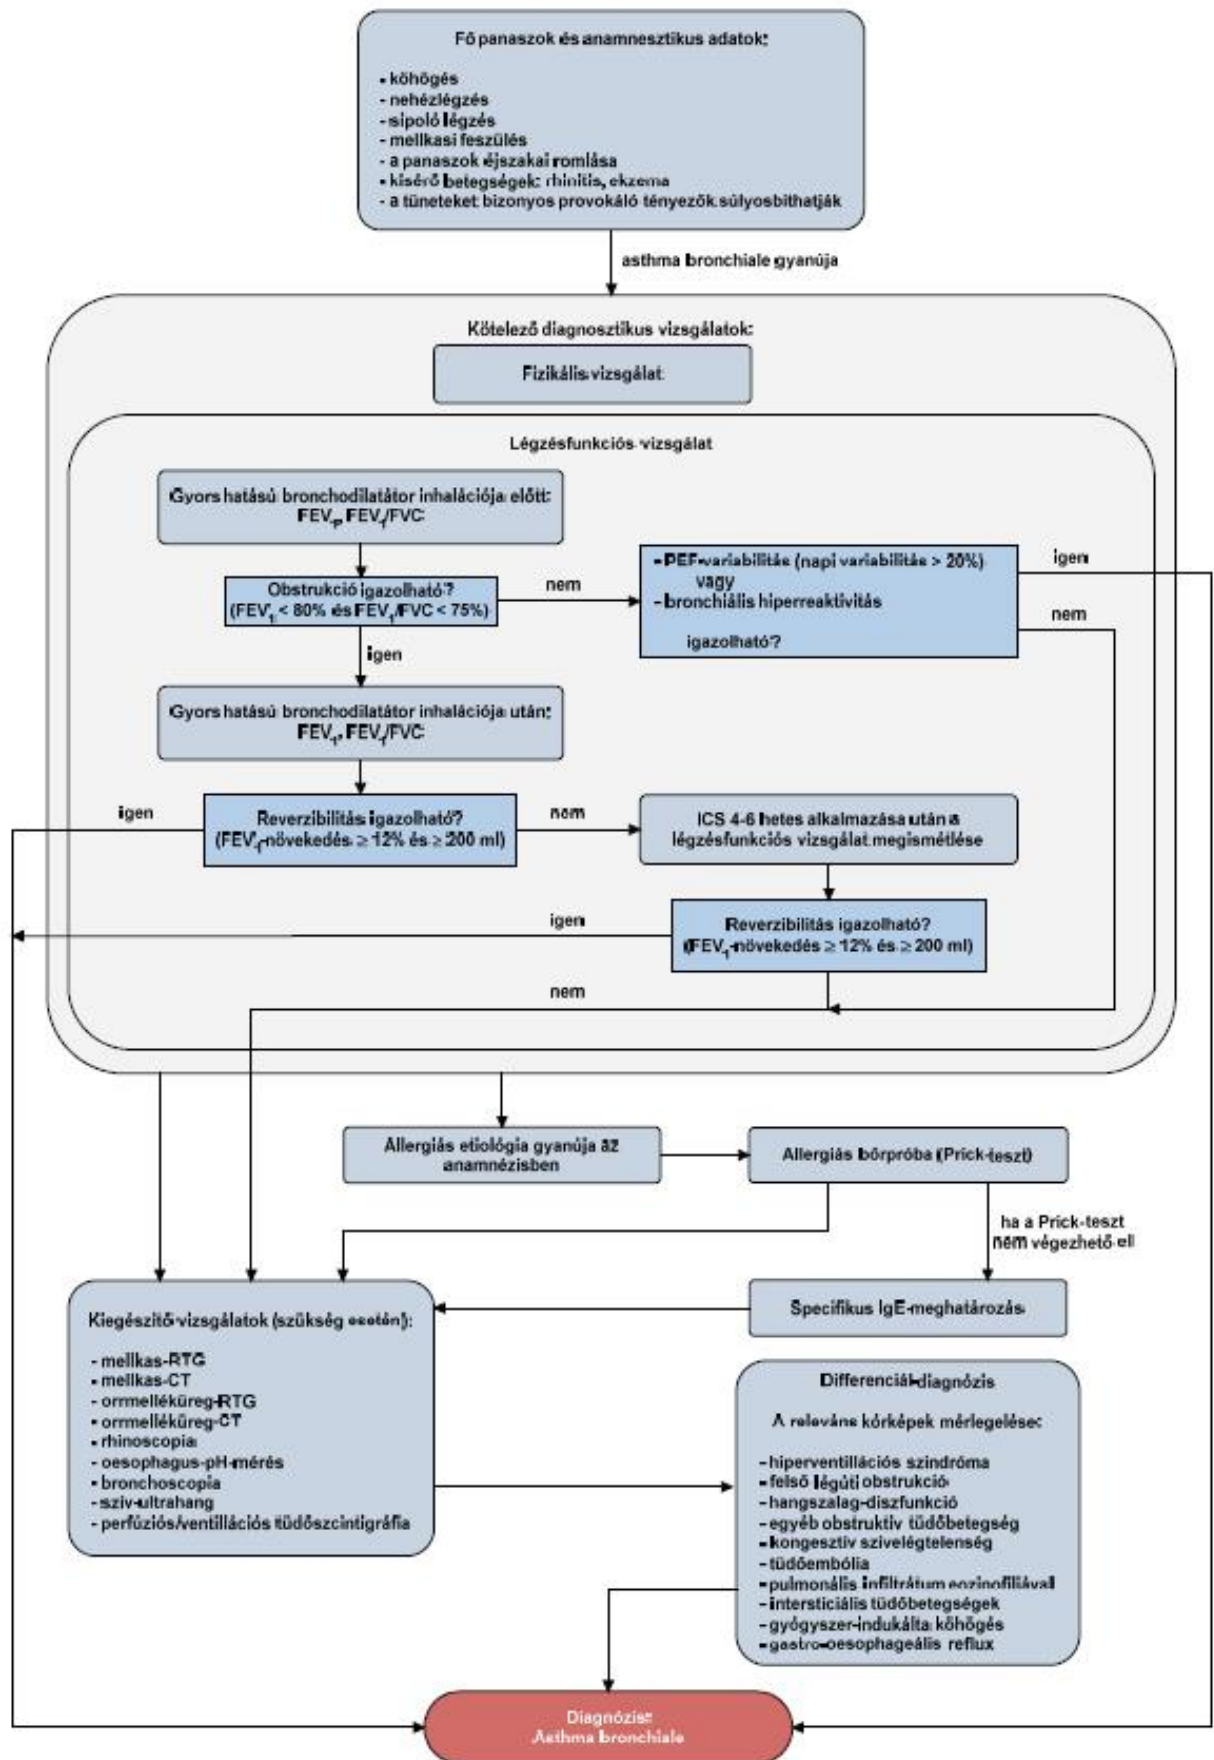 Fő panaszok és anamnesztikus adatok:
- köhögés
- nehézlégzés
- sípoló légzés
- mellkasi feszülés
- a panaszok éjszakai romlása
- kísérő betegségek: rhinitis, ekzema
- a tüneteket bizonyos provokáló tényezők súlyosbíthatják
asthma bronchiale gyanúja
Kötelező diagnosztikus vizsgálatok:
Fizikális vizsgálat
Légzésfunkciós vizsgálat
Gyors hatású bronchodilatátor inhalációja előtt:
FEV₁, FEV₁/FVC
Obstrukció igazolható?
(FEV₁ < 80% és FEV₁/FVC < 75%)
nem
- PEF-variabilitás (napi variabilitás > 20%)
vagy
- bronchiális hiperreaktivitás
igazolható?
igen
nem
igen
Gyors hatású bronchodilatátor inhalációja után:
FEV₁, FEV₁/FVC
igen
Reverzibilitás igazolható?
(FEV₁-növekedés ≥ 12% és ≥ 200 ml)
nem
ICS 4-6 hetes alkalmazása után a
légzésfunkciós vizsgálat megismétlése
igen
Reverzibilitás igazolható?
(FEV₁-növekedés ≥ 12% és ≥ 200 ml)
nem
Allergiás etiológia gyanúja az
anamnézisben
Allergiás bőrpróba (Prick-teszt)
ha a Prick-teszt
nem végezhető el
Specifikus IgE-meghatározás
Kiegészítő vizsgálatok (szükség esetén):
- mellkas-RTG
- mellkas-CT
- orrmelléküreg-RTG
- orrmelléküreg-CT
- rhinoscopia
- oesophagus-pH-mérés
- bronchoscopia
- szív-ultrahang
- perfúziós/ventillációs tüdőszcintigráfia
Differenciál-diagnózis
A releváns kórképek mérlegelése:
- hiperventillációs szindróma
- felső légúti obstrukció
- hangszalag-diszfunkció
- egyéb obstruktív tüdőbetegség
- kongesztív szívelégtelenség
- tüdőembólia
- pulmonális infiltrátum eozinofiliával
- intersticiális tüdőbetegségek
- gyógyszer-indukálta köhögés
- gastro-oesophageális reflux
Diagnózis:
Asthma bronchiale